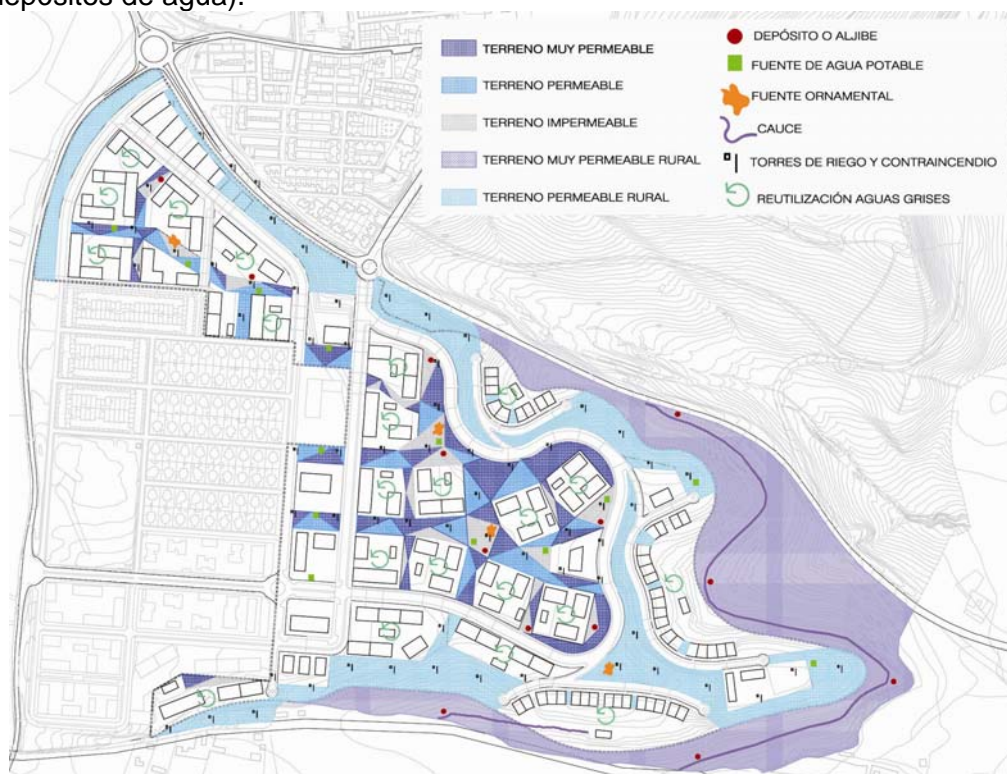 depósitos de agua).
TERRENO MUY PERMEABLE
TERRENO PERMEABLE
TERRENO IMPERMEABLE
TERRENO MUY PERMEABLE RURAL
TERRENO PERMEABLE RURAL
DEPÓSITO O ALJIBE
FUENTE DE AGUA POTABLE
FUENTE ORNAMENTAL
CAUCE
TORRES DE RIEGO Y CONTRAINCENDIO
REUTILIZACIÓN AGUAS GRISES